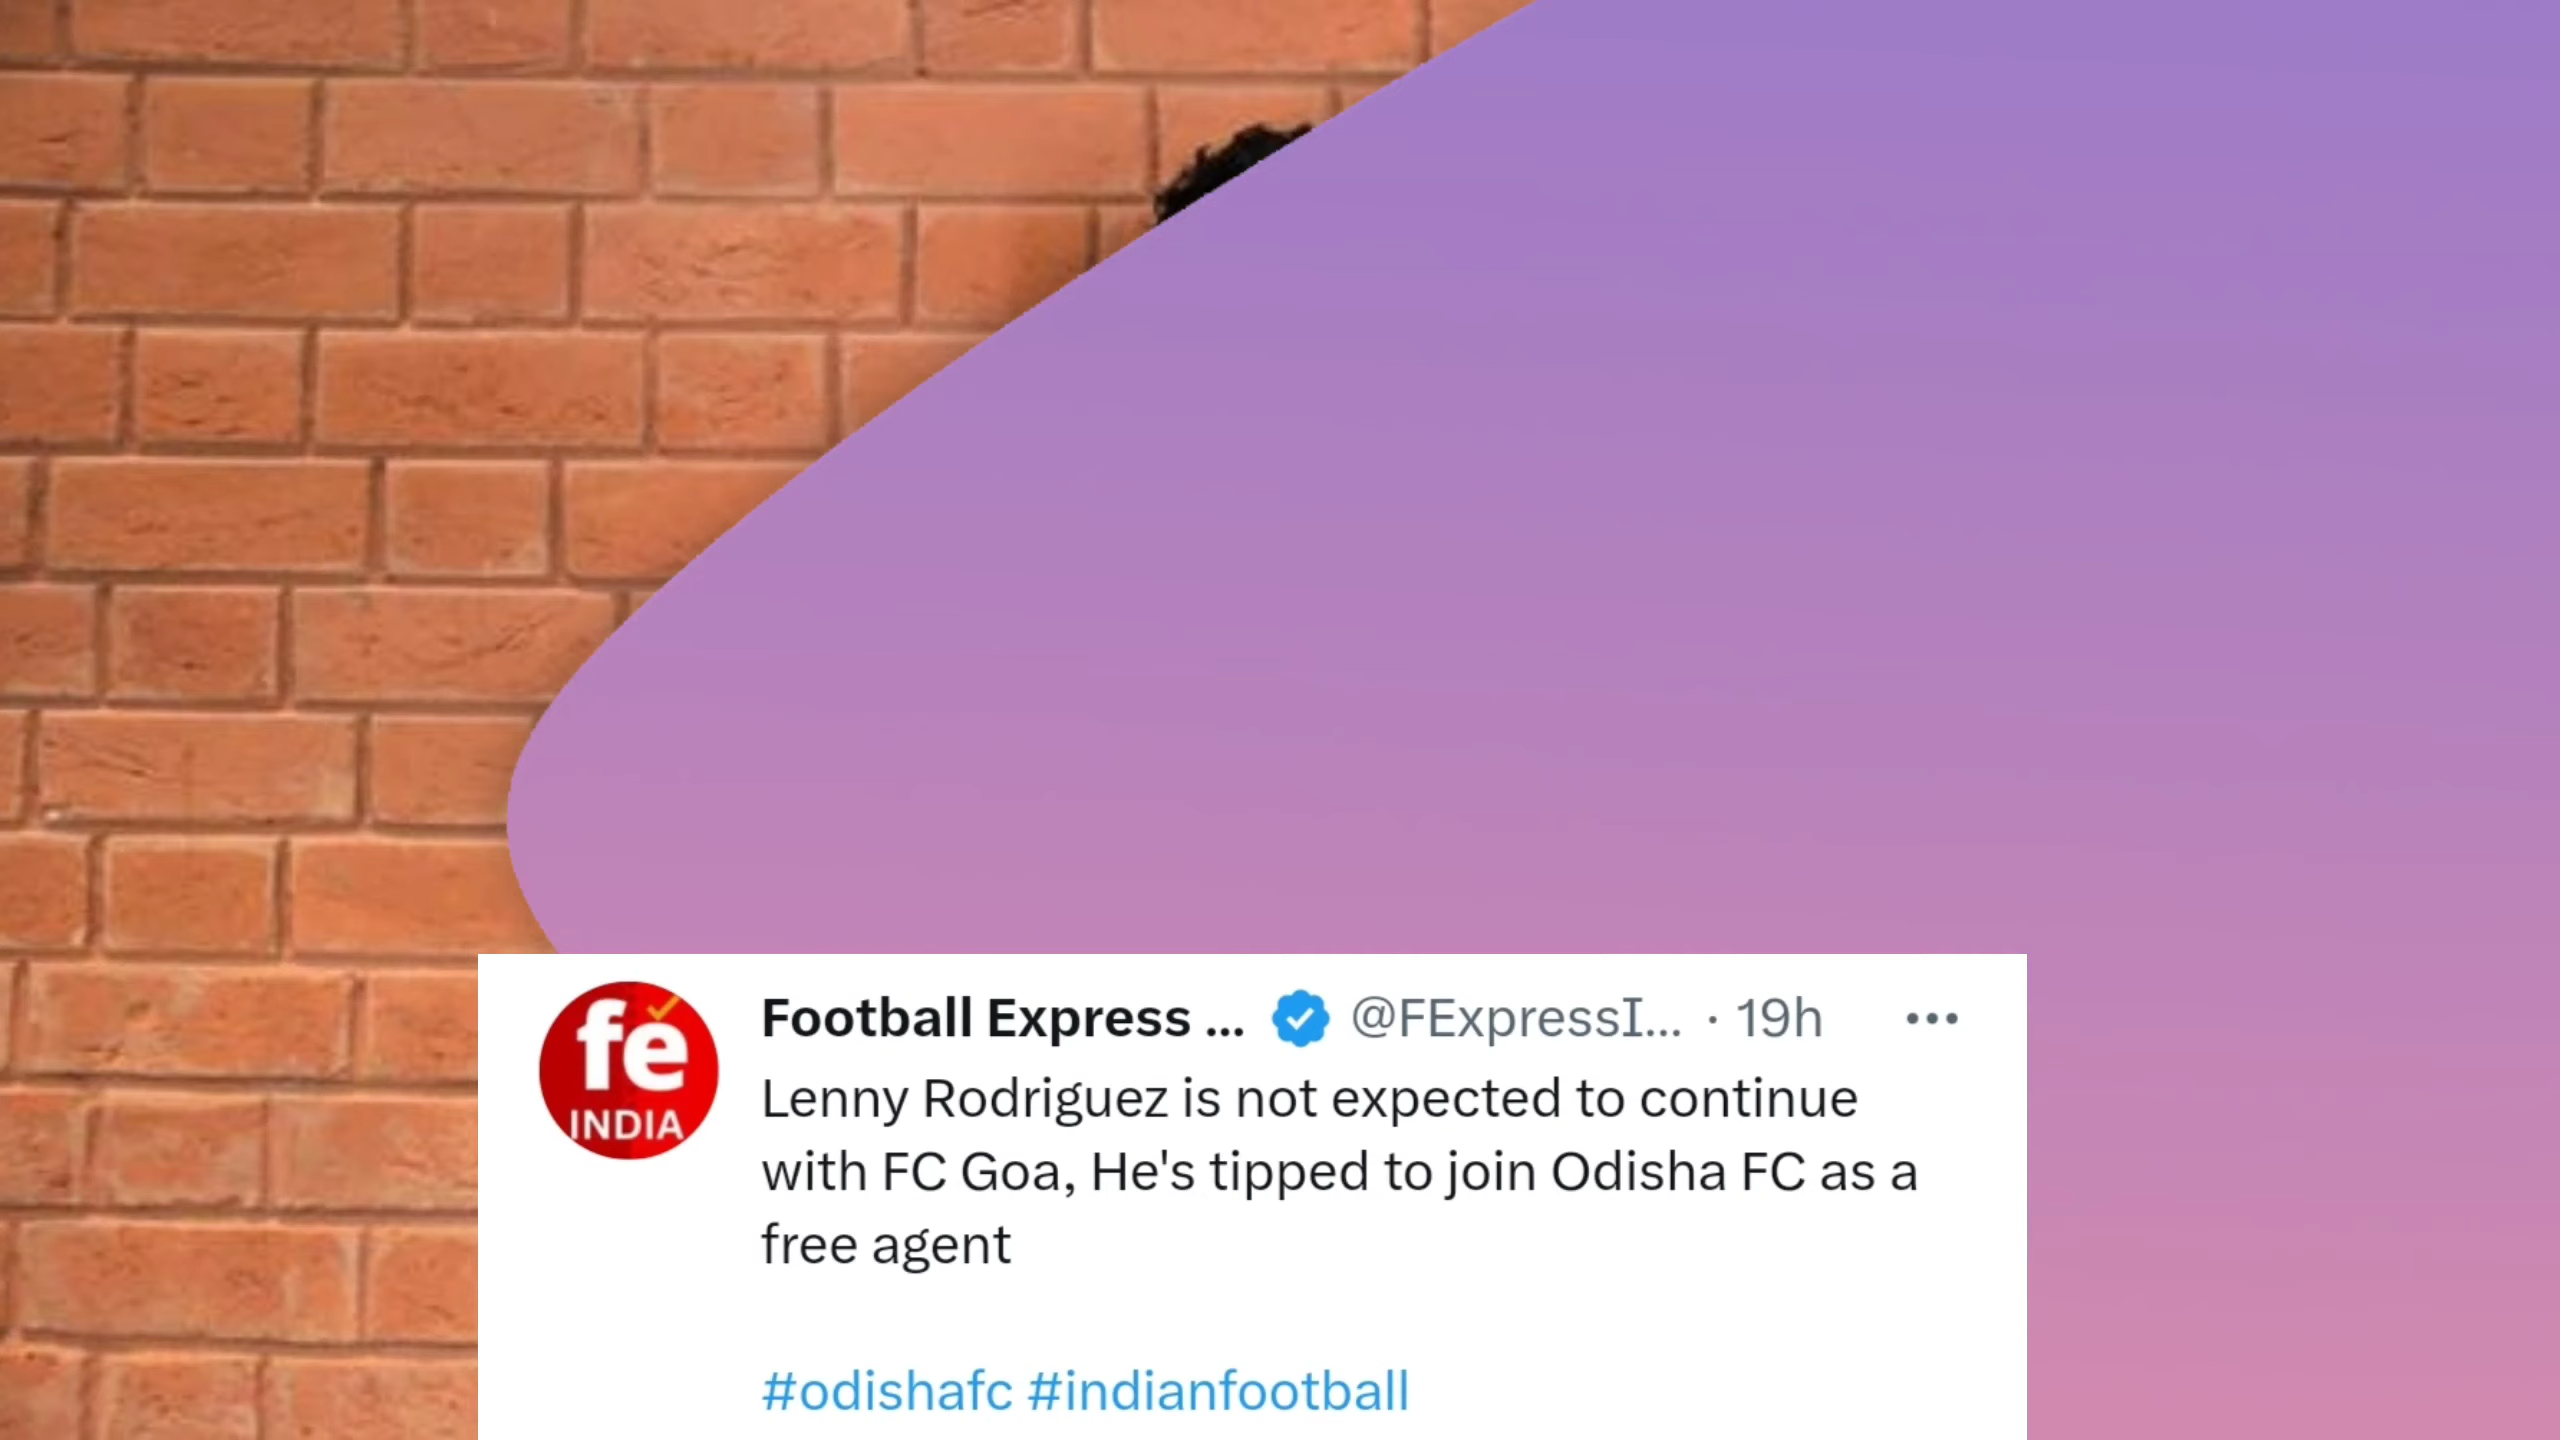 fe
INDIA
Football Express ... @FExpressI... · 19h
Lenny Rodriguez is not expected to continue
with FC Goa, He's tipped to join Odisha FC as a
free agent
#odishafc #indianfootball